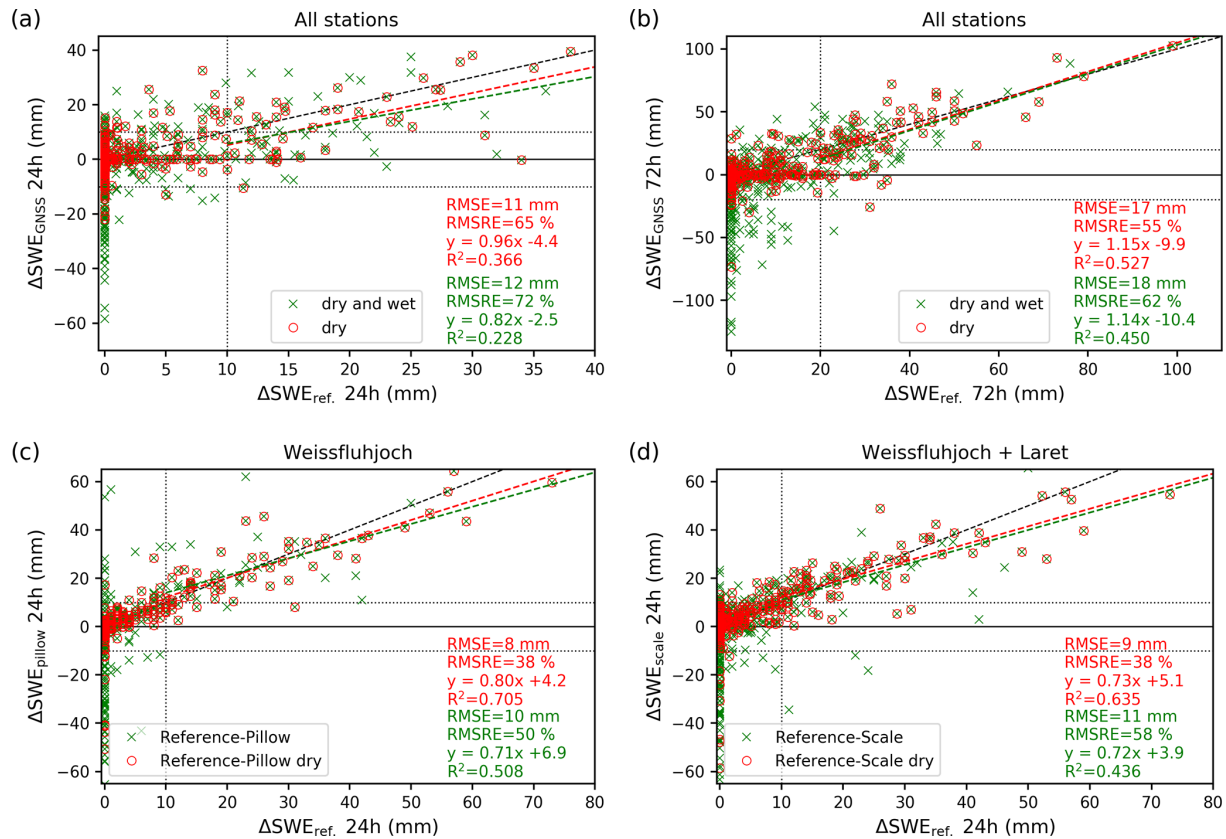 (a)
All stations
40
20
0
−20
−40
−60
ΔSWE_GNSS 24h (mm)
0
5
10
15
20
25
30
35
40
ΔSWE_ref. 24h (mm)
dry and wet
dry
RMSE=11 mm
RMSRE=65 %
y = 0.96x -4.4
R²=0.366
RMSE=12 mm
RMSRE=72 %
y = 0.82x -2.5
R²=0.228
(b)
All stations
100
50
0
−50
−100
ΔSWE_GNSS 72h (mm)
0
20
40
60
80
100
ΔSWE_ref. 72h (mm)
dry and wet
dry
RMSE=17 mm
RMSRE=55 %
y = 1.15x -9.9
R²=0.527
RMSE=18 mm
RMSRE=62 %
y = 1.14x -10.4
R²=0.450
(c)
Weissfluhjoch
60
40
20
0
−20
−40
−60
ΔSWE_pillow 24h (mm)
0
10
20
30
40
50
60
70
80
ΔSWE_ref. 24h (mm)
Reference-Pillow
Reference-Pillow dry
RMSE=8 mm
RMSRE=38 %
y = 0.80x +4.2
R²=0.705
RMSE=10 mm
RMSRE=50 %
y = 0.71x +6.9
R²=0.508
(d)
Weissfluhjoch + Laret
60
40
20
0
−20
−40
−60
ΔSWE_scale 24h (mm)
0
10
20
30
40
50
60
70
80
ΔSWE_ref. 24h (mm)
Reference-Scale
Reference-Scale dry
RMSE=9 mm
RMSRE=38 %
y = 0.73x +5.1
R²=0.635
RMSE=11 mm
RMSRE=58 %
y = 0.72x +3.9
R²=0.436